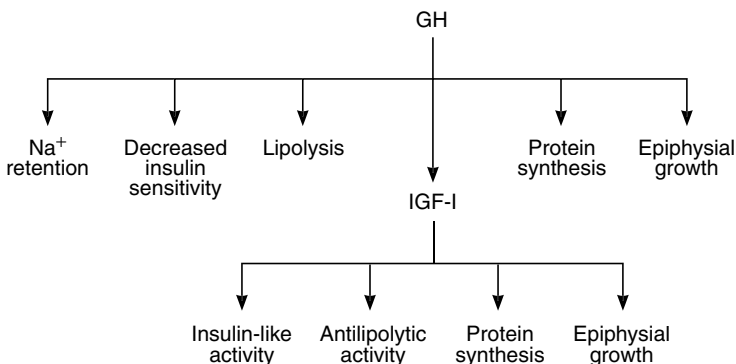 GH
Na+ retention
Decreased insulin sensitivity
Lipolysis
Protein synthesis
Epiphysial growth
IGF-I
Insulin-like activity
Antilipolytic activity
Protein synthesis
Epiphysial growth